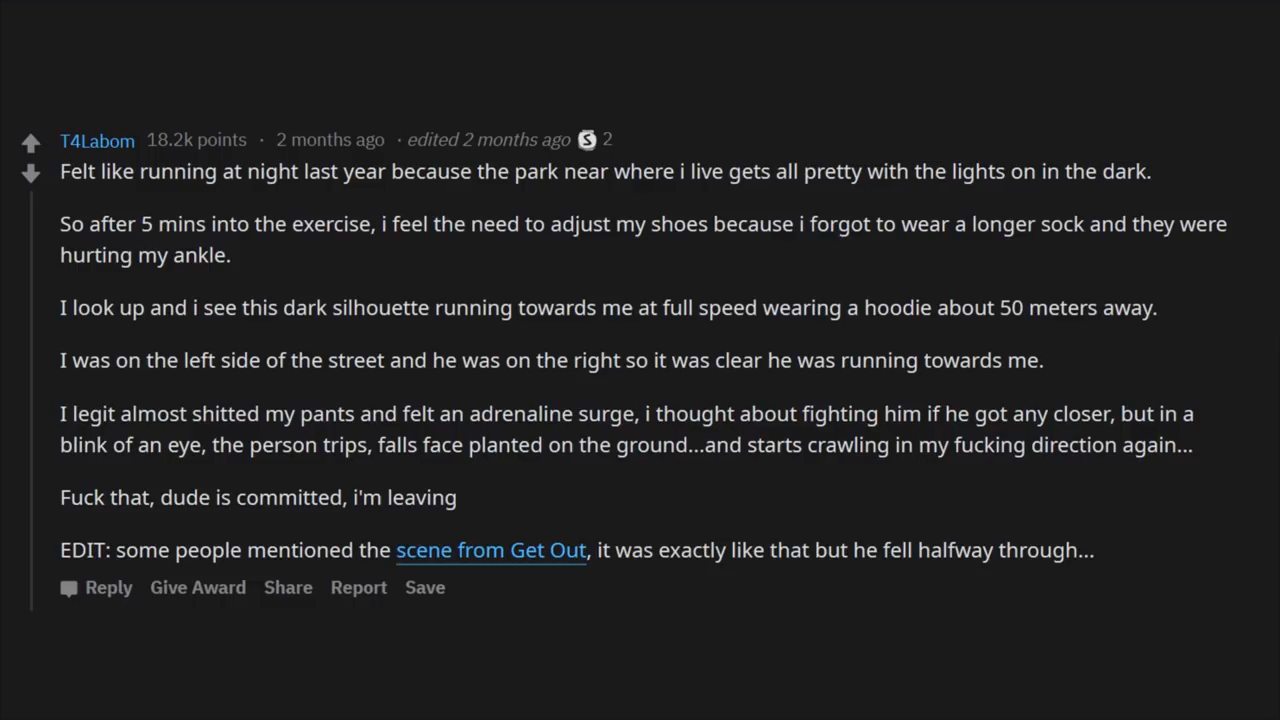 T4Labom 18.2k points · 2 months ago · edited 2 months ago S 2
Felt like running at night last year because the park near where i live gets all pretty with the lights on in the dark.
So after 5 mins into the exercise, i feel the need to adjust my shoes because i forgot to wear a longer sock and they were
hurting my ankle.
I look up and i see this dark silhouette running towards me at full speed wearing a hoodie about 50 meters away.
I was on the left side of the street and he was on the right so it was clear he was running towards me.
I legit almost shitted my pants and felt an adrenaline surge, i thought about fighting him if he got any closer, but in a
blink of an eye, the person trips, falls face planted on the ground...and starts crawling in my fucking direction again...
Fuck that, dude is committed, i'm leaving
EDIT: some people mentioned the scene from Get Out, it was exactly like that but he fell halfway through...
Reply Give Award Share Report Save